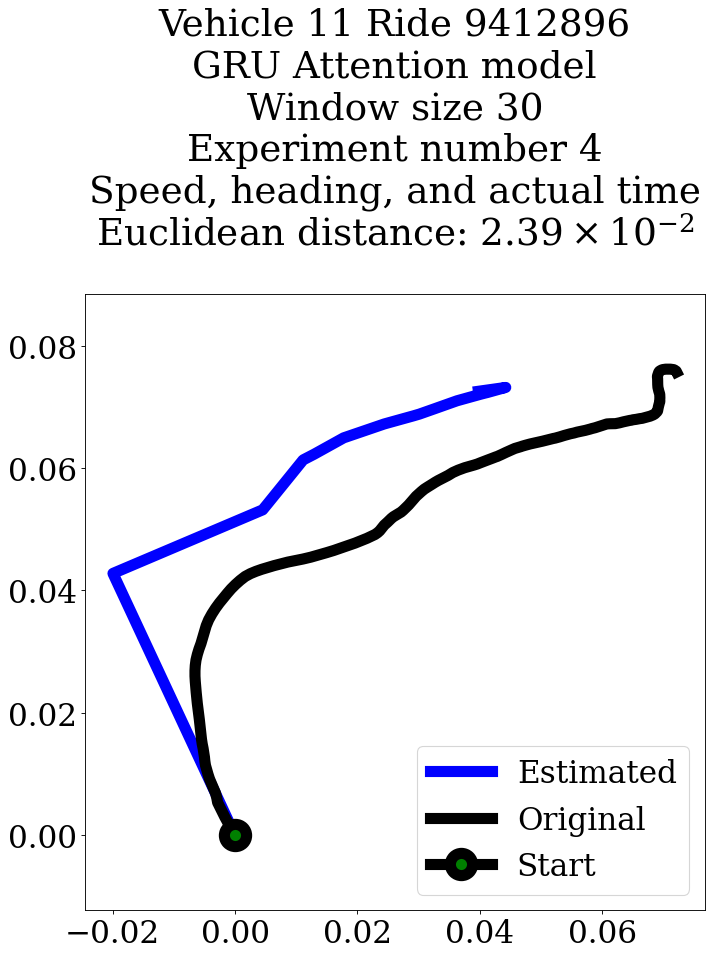 Vehicle 11 Ride 9412896
GRU Attention model
Window size 30
Experiment number 4
Speed, heading, and actual time
Euclidean distance: 2.39 × 10⁻²
0.08
0.06
0.04
0.02
0.00
−0.02 0.00 0.02 0.04 0.06
Estimated
Original
Start